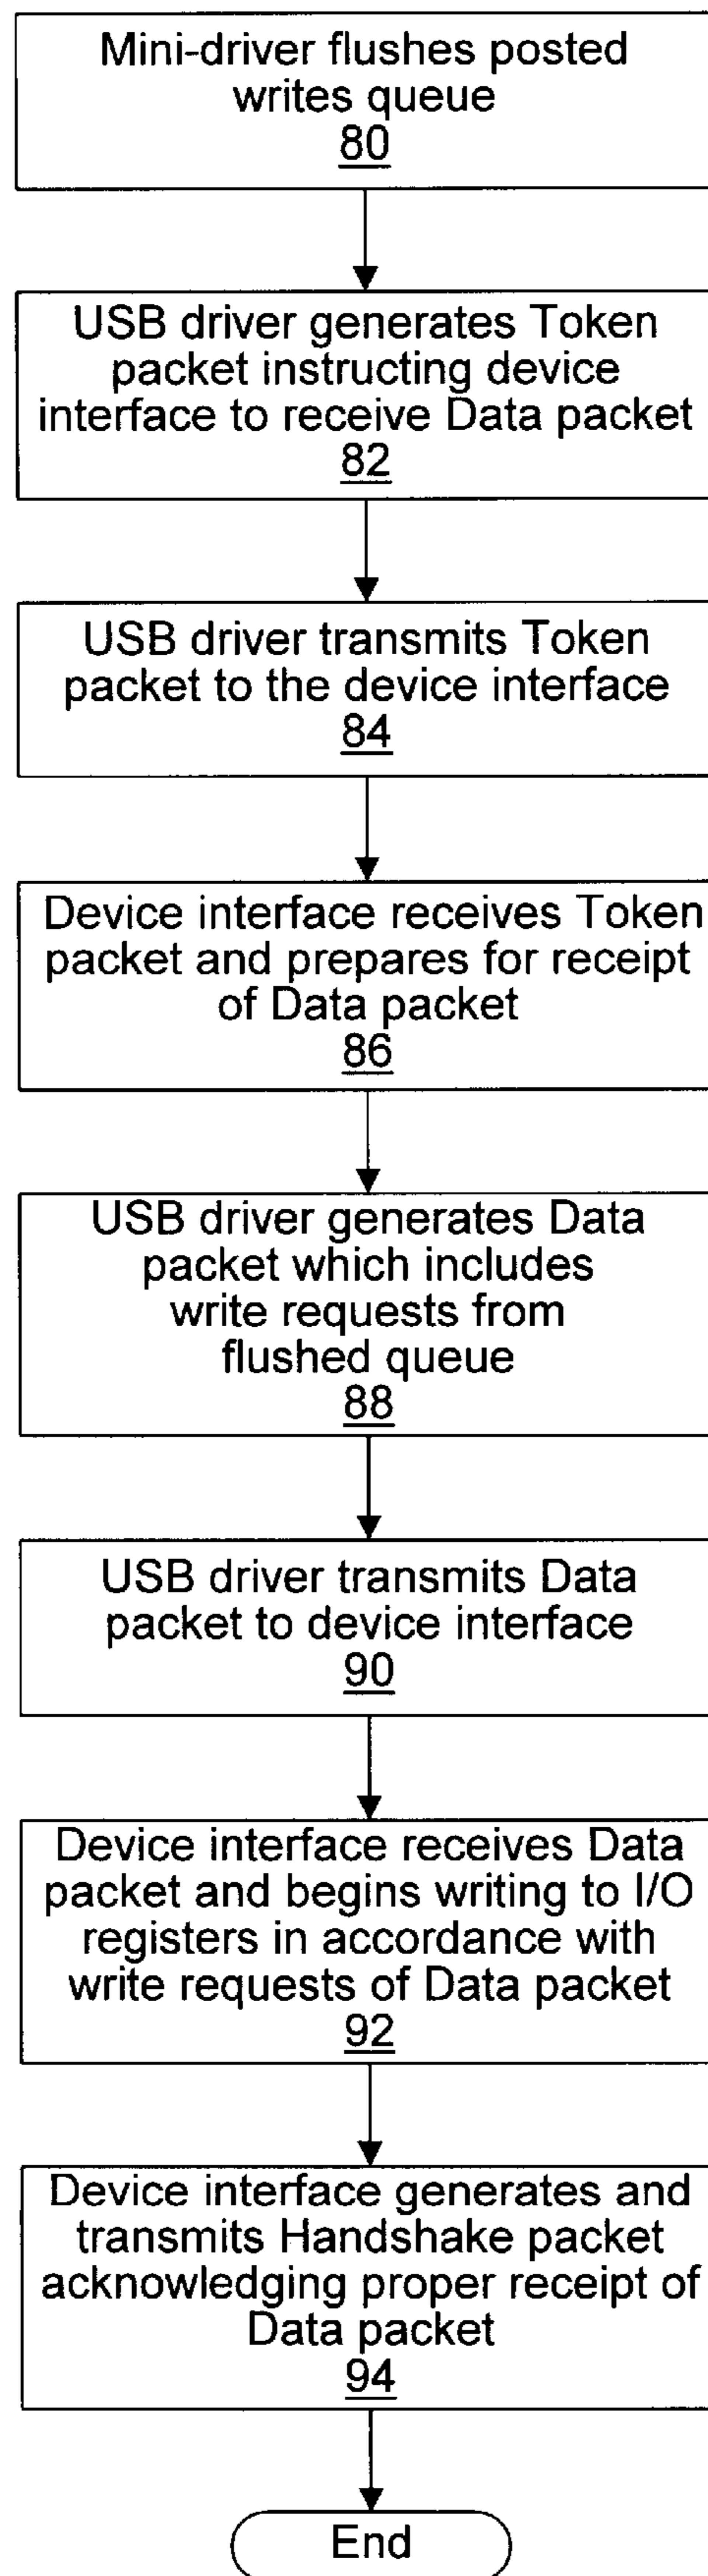 Mini-driver flushes posted
writes queue
80
USB driver generates Token
packet instructing device
interface to receive Data packet
82
USB driver transmits Token
packet to the device interface
84
Device interface receives Token
packet and prepares for receipt
of Data packet
86
USB driver generates Data
packet which includes
write requests from
flushed queue
88
USB driver transmits Data
packet to device interface
90
Device interface receives Data
packet and begins writing to I/O
registers in accordance with
write requests of Data packet
92
Device interface generates and
transmits Handshake packet
acknowledging proper receipt of
Data packet
94
End